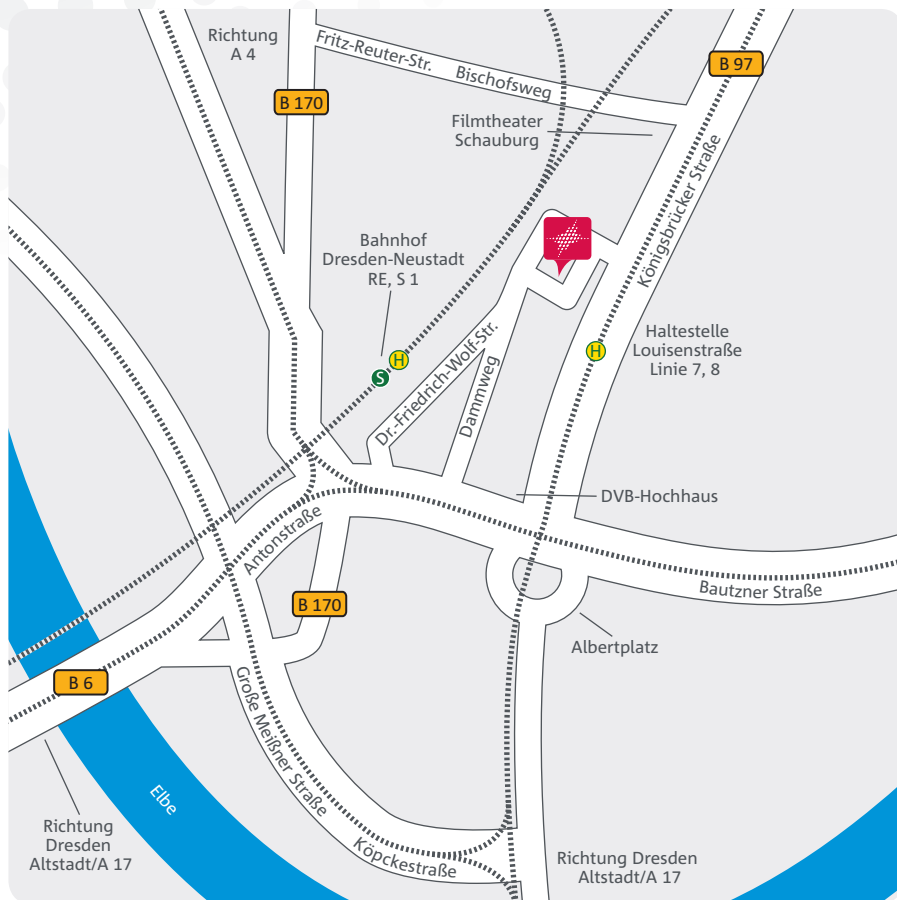 Richtung
A 4
Fritz-Reuter-Str.
Bischofsweg
B 97
B 170
Filmtheater
Schauburg
Königsbrücker Straße
Bahnhof
Dresden-Neustadt
RE, S 1
H
S
Dr.-Friedrich-Wolf-Str.
Dammweg
H
Haltestelle
Louisenstraße
Linie 7, 8
DVB-Hochhaus
Antonstraße
B 170
Bautzner Straße
Albertplatz
B 6
Große Meißner Straße
Elbe
Köpckestraße
Richtung
Dresden
Altstadt/A 17
Richtung Dresden
Altstadt/A 17